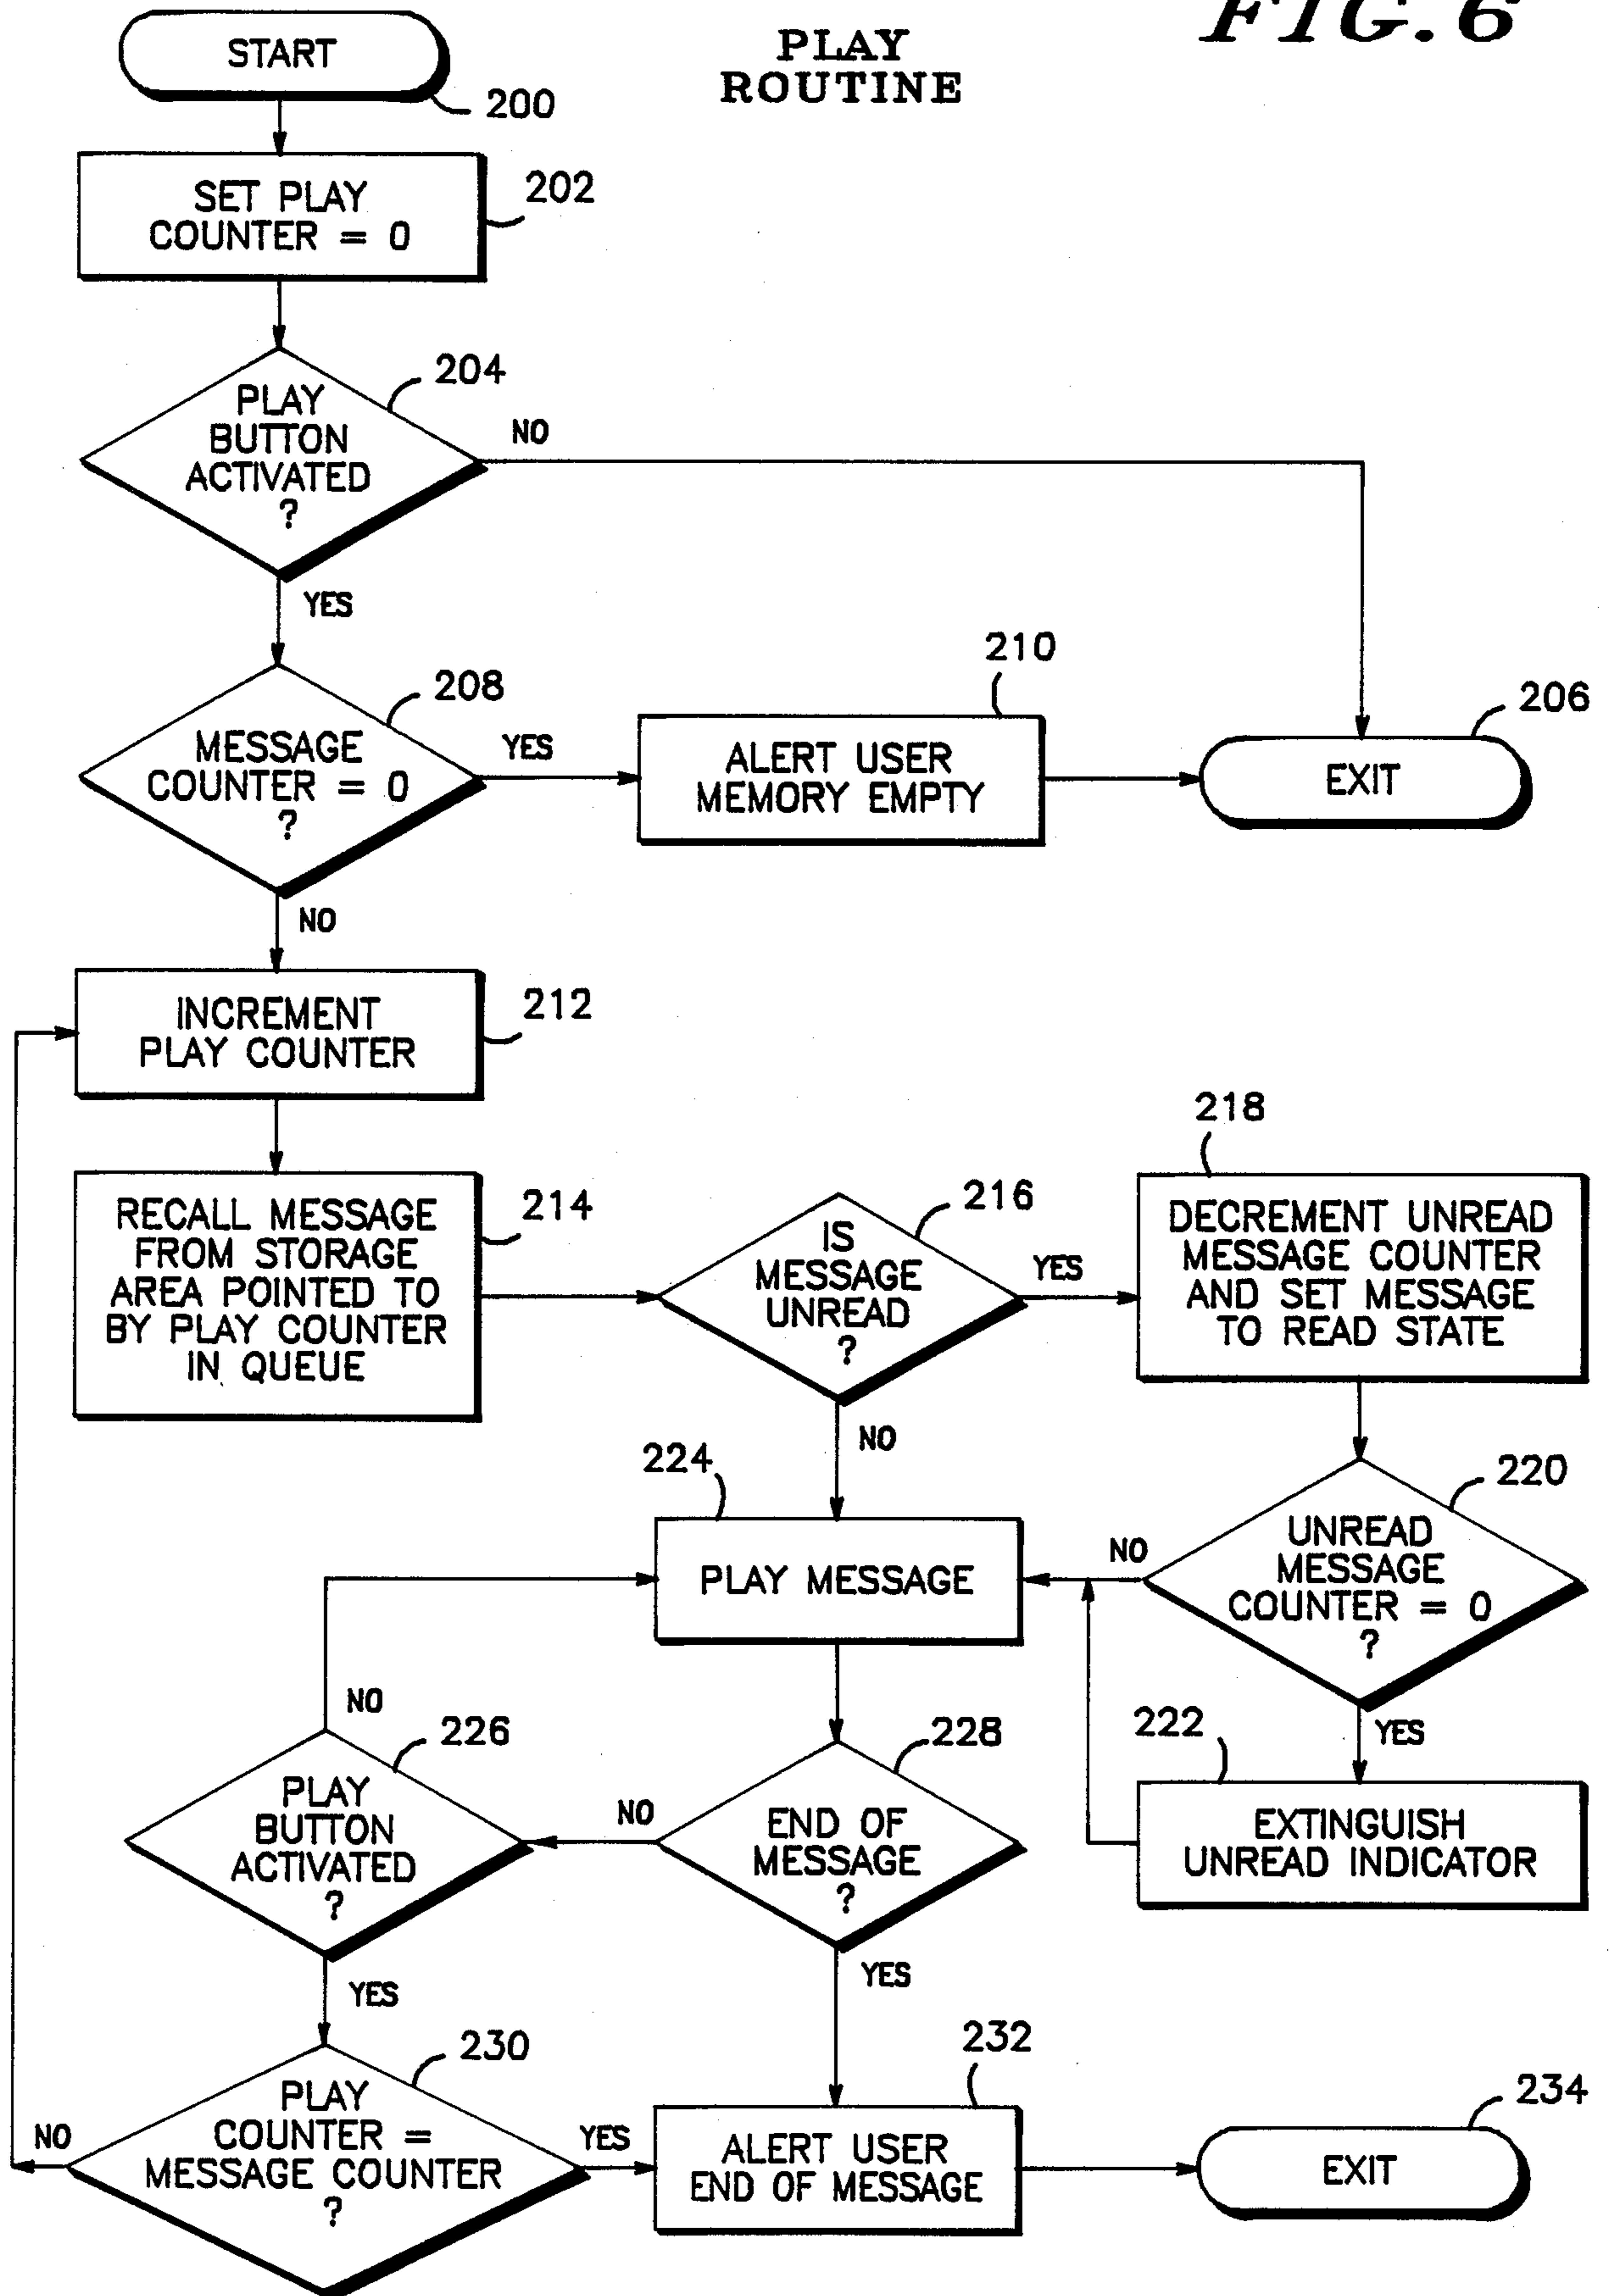 FIG. 6
PLAY
ROUTINE
START
200
SET PLAY
COUNTER = 0
202
204
PLAY
BUTTON
ACTIVATED
?
NO
YES
208
MESSAGE
COUNTER = 0
?
YES
210
ALERT USER
MEMORY EMPTY
206
EXIT
NO
INCREMENT
PLAY COUNTER
212
RECALL MESSAGE
FROM STORAGE
AREA POINTED TO
BY PLAY COUNTER
IN QUEUE
214
216
IS
MESSAGE
UNREAD
?
YES
218
DECREMENT UNREAD
MESSAGE COUNTER
AND SET MESSAGE
TO READ STATE
NO
224
PLAY MESSAGE
NO
220
UNREAD
MESSAGE
COUNTER = 0
?
YES
222
EXTINGUISH
UNREAD INDICATOR
NO
226
PLAY
BUTTON
ACTIVATED
?
NO
228
END OF
MESSAGE
?
YES
YES
230
PLAY
COUNTER =
MESSAGE COUNTER
?
NO
YES
232
ALERT USER
END OF MESSAGE
234
EXIT